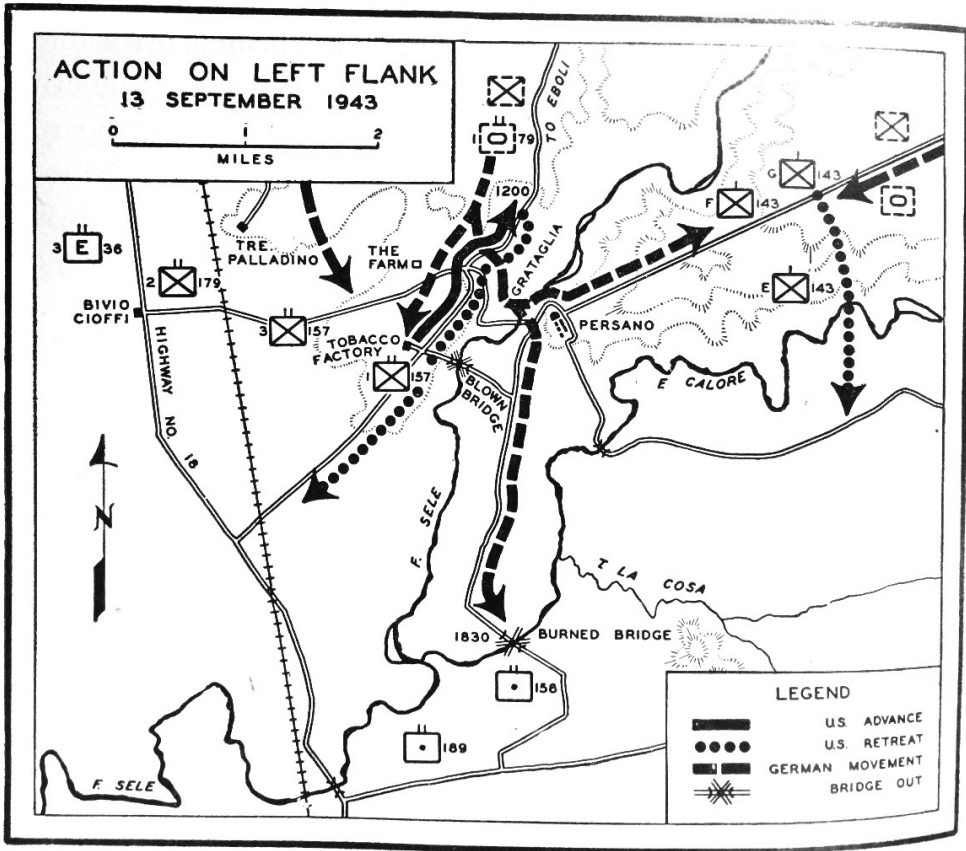 ACTION ON LEFT FLANK
13 SEPTEMBER 1943
0 1 2
MILES
1 79
TO EBOLI
1200
G 143
F 143
3 E 36
TRE.
PALLADINO
THE
FARM
GRATAGLIA
2 179
E 143
BIVIO
CIOFFI
3 157
TOBACCO
FACTORY
PERSANO
1 157
BLOWN
BRIDGE
F CALORE
HIGHWAY NO. 18
N
F. SELE
T. LA COSA
1830
BURNED BRIDGE
158
189
F. SELE
LEGEND
U.S. ADVANCE
U.S. RETREAT
GERMAN MOVEMENT
BRIDGE OUT